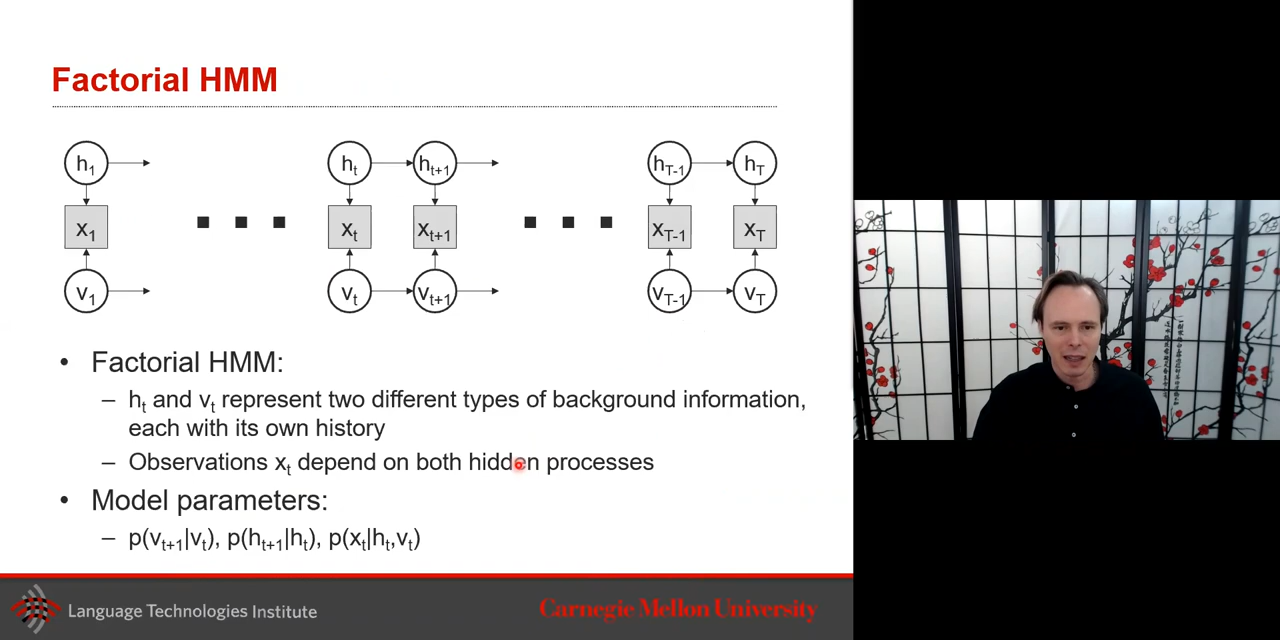 Factorial HMM
h1 ht ht+1 hT-1 hT
x1 xt xt+1 xT-1 xT
v1 vt vt+1 vT-1 vT
• Factorial HMM:
– ht and vt represent two different types of background information,
each with its own history
– Observations xt depend on both hidden processes
• Model parameters:
– p(vt+1|vt), p(ht+1|ht), p(xt|ht,vt)
Language Technologies Institute
Carnegie Mellon University